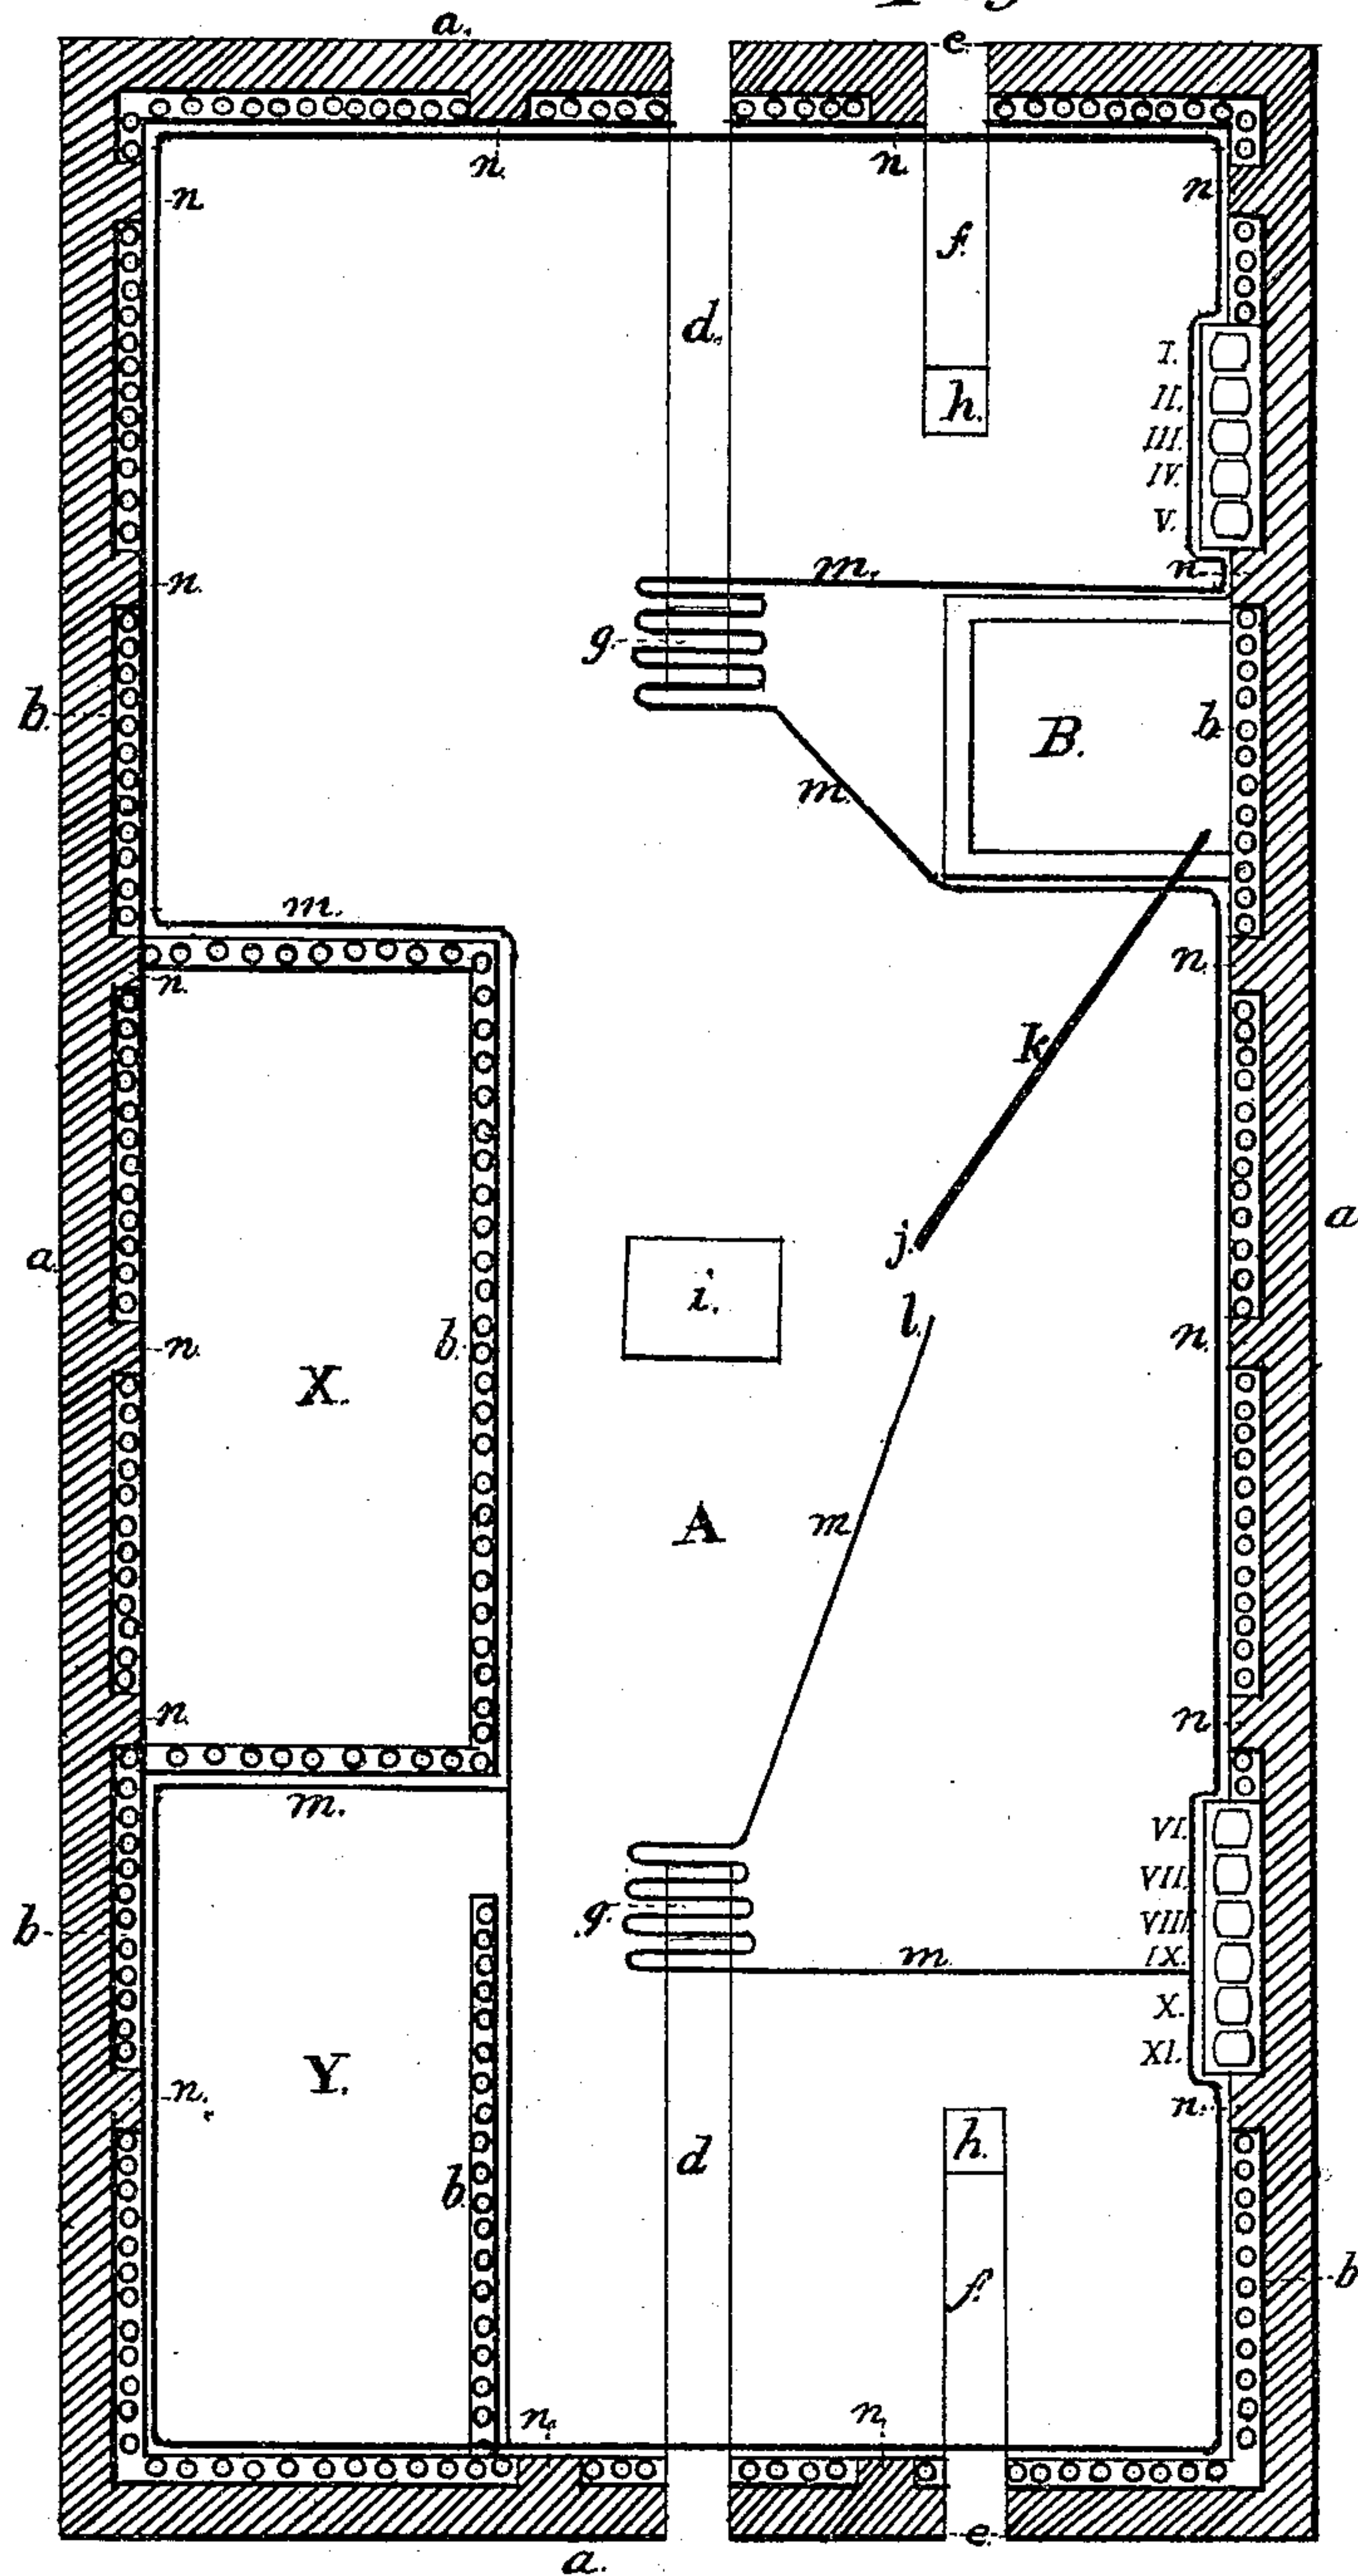 a.
e.
n. n.
n. n
f.
d.
I.
h.
II.
III.
IV.
V.
m. n
n.
g.
b. B. b
m.
m.
n. n.
k
j.
a. i. a
l.
b. n.
n.
X.
A m
n. n
m.
VI.
VII.
VIII.
b g.
m. IX.
X.
XI.
Y.
n. n.
h.
d
b.
f. b
n. n.
e.
a.